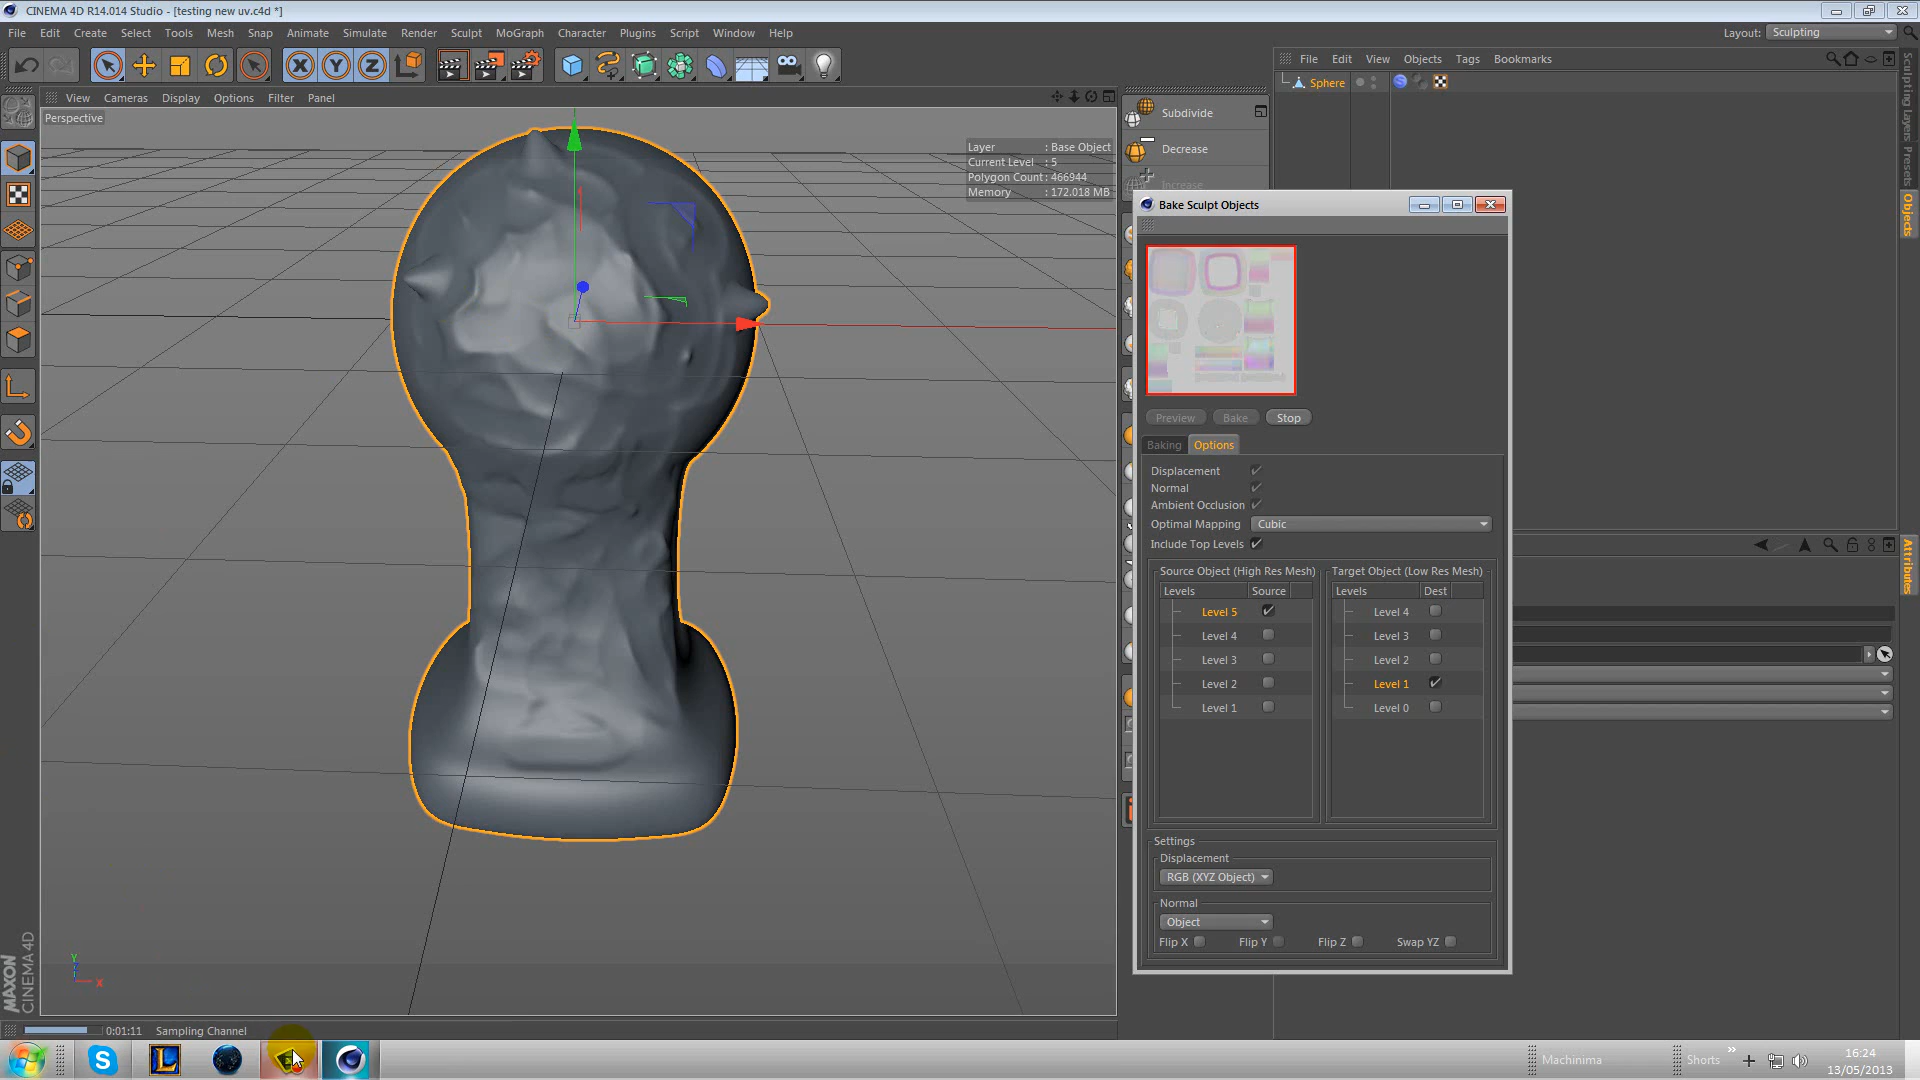 CINEMA 4D R14.014 Studio - [testing new uv.c4d *]
File Edit Create Select Tools Mesh Snap Animate Simulate Render Sculpt MoGraph Character Plugins Script Window Help
Layout: Sculpting
X Y Z
File Edit View Objects Tags Bookmarks
Sphere
View Cameras Display Options Filter Panel
Perspective
Layer : Base Object
Current Level : 5
Polygon Count : 466944
Memory : 172.018 MB
Subdivide
Decrease
Increase
Sculpting Layers
Presets
Objects
Attributes
Bake Sculpt Objects
Preview Bake Stop
Baking Options
Displacement
Normal
Ambient Occlusion
Optimal Mapping Cubic
Include Top Levels
Source Object (High Res Mesh) Target Object (Low Res Mesh)
Levels Source Levels Dest
Level 5 Level 4
Level 4 Level 3
Level 3 Level 2
Level 2 Level 1
Level 1 Level 0
Settings
Displacement
RGB (XYZ Object)
Normal
Object
Flip X Flip Y Flip Z Swap YZ
Y
X
MAXON
CINEMA 4D
0:01:11 Sampling Channel
S
L
Machinima
Shorts
16:24
13/05/2013